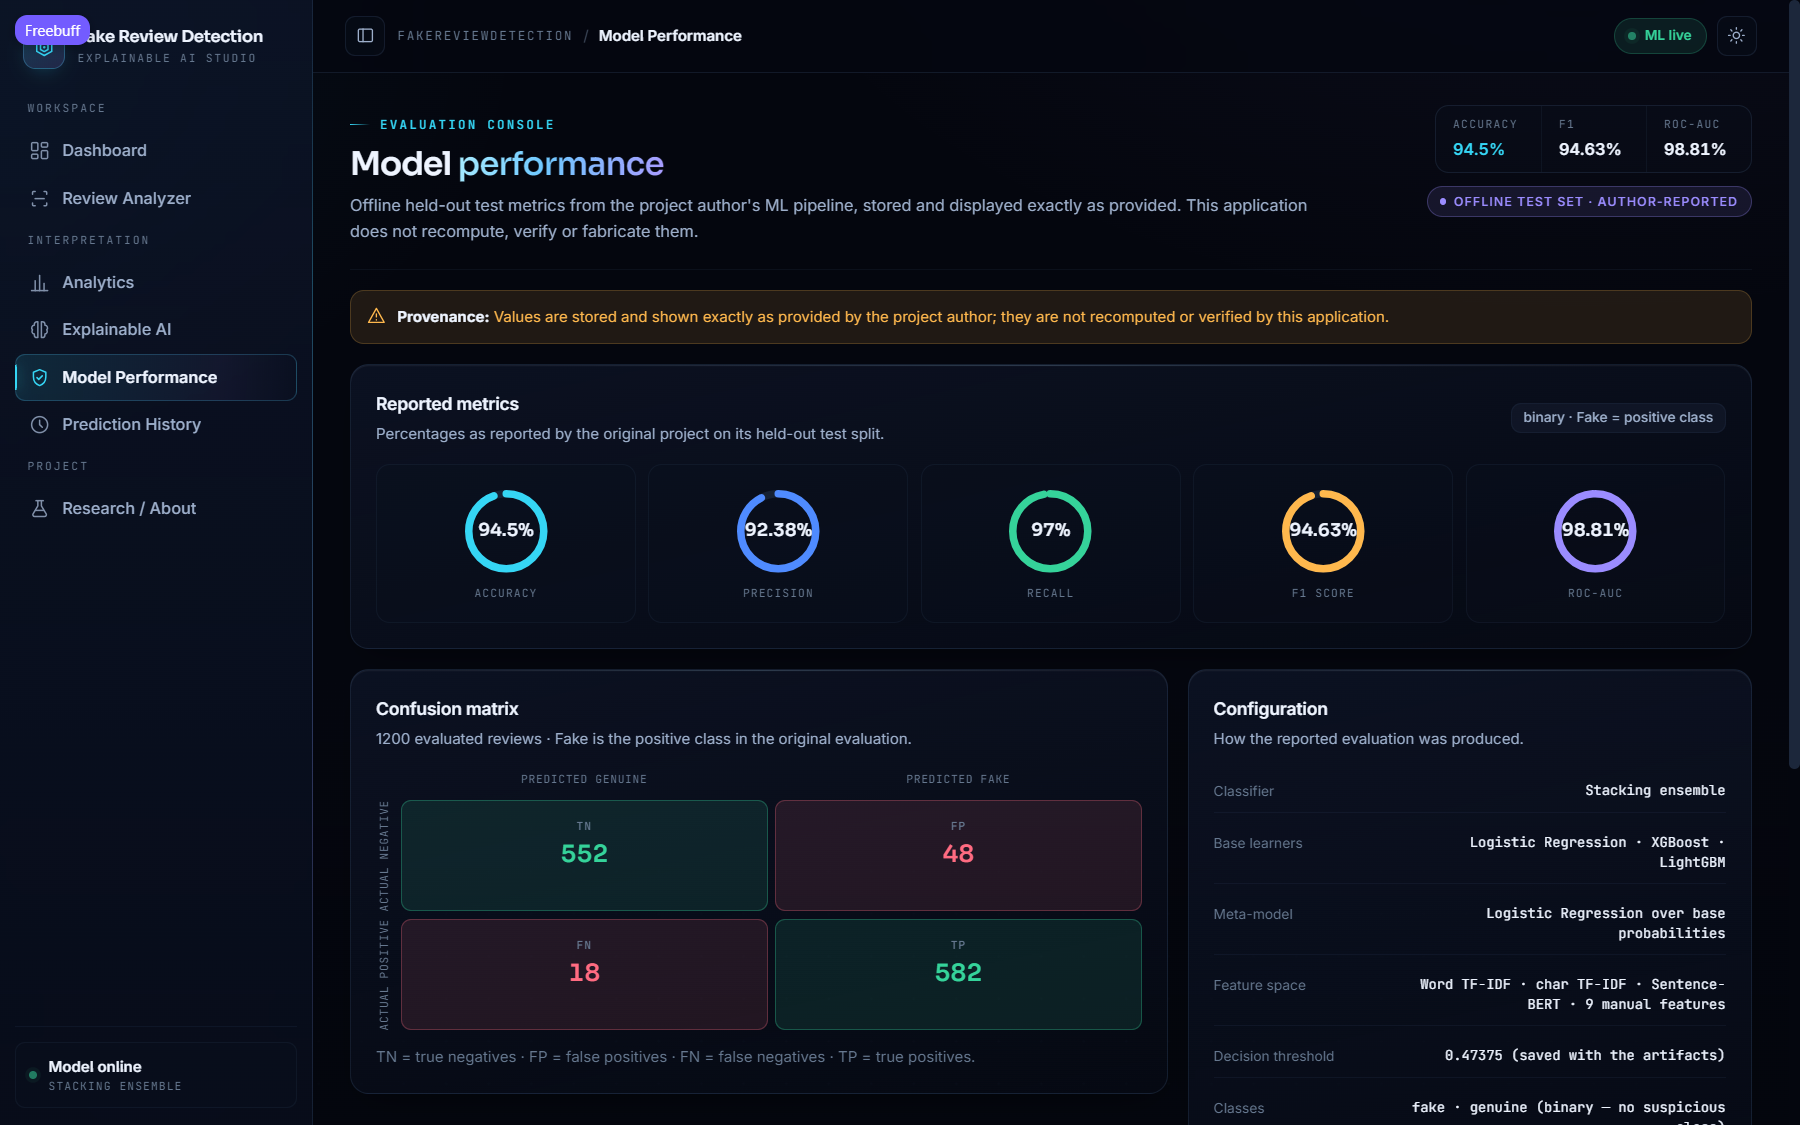 Freebuff
ake Review Detection
EXPLAINABLE AI STUDIO
WORKSPACE
Dashboard
Review Analyzer
INTERPRETATION
Analytics
Explainable AI
Model Performance
Prediction History
PROJECT
Research / About
Model online
STACKING ENSEMBLE
FAKEREVIEWDETECTION / Model Performance
ML live
EVALUATION CONSOLE
Model performance
Offline held-out test metrics from the project author's ML pipeline, stored and displayed exactly as provided. This application
does not recompute, verify or fabricate them.
ACCURACY F1 ROC-AUC
94.5% 94.63% 98.81%
OFFLINE TEST SET · AUTHOR-REPORTED
Provenance: Values are stored and shown exactly as provided by the project author; they are not recomputed or verified by this application.
Reported metrics
Percentages as reported by the original project on its held-out test split.
binary · Fake = positive class
94.5% 92.38% 97% 94.63% 98.81%
ACCURACY PRECISION RECALL F1 SCORE ROC-AUC
Confusion matrix
1200 evaluated reviews · Fake is the positive class in the original evaluation.
PREDICTED GENUINE PREDICTED FAKE
ACTUAL NEGATIVE
TN
552
FP
48
ACTUAL POSITIVE
FN
18
TP
582
TN = true negatives · FP = false positives · FN = false negatives · TP = true positives.
Configuration
How the reported evaluation was produced.
Classifier Stacking ensemble
Base learners Logistic Regression · XGBoost ·
LightGBM
Meta-model Logistic Regression over base
probabilities
Feature space Word TF-IDF · char TF-IDF · Sentence-
BERT · 9 manual features
Decision threshold 0.47375 (saved with the artifacts)
Classes fake · genuine (binary — no suspicious